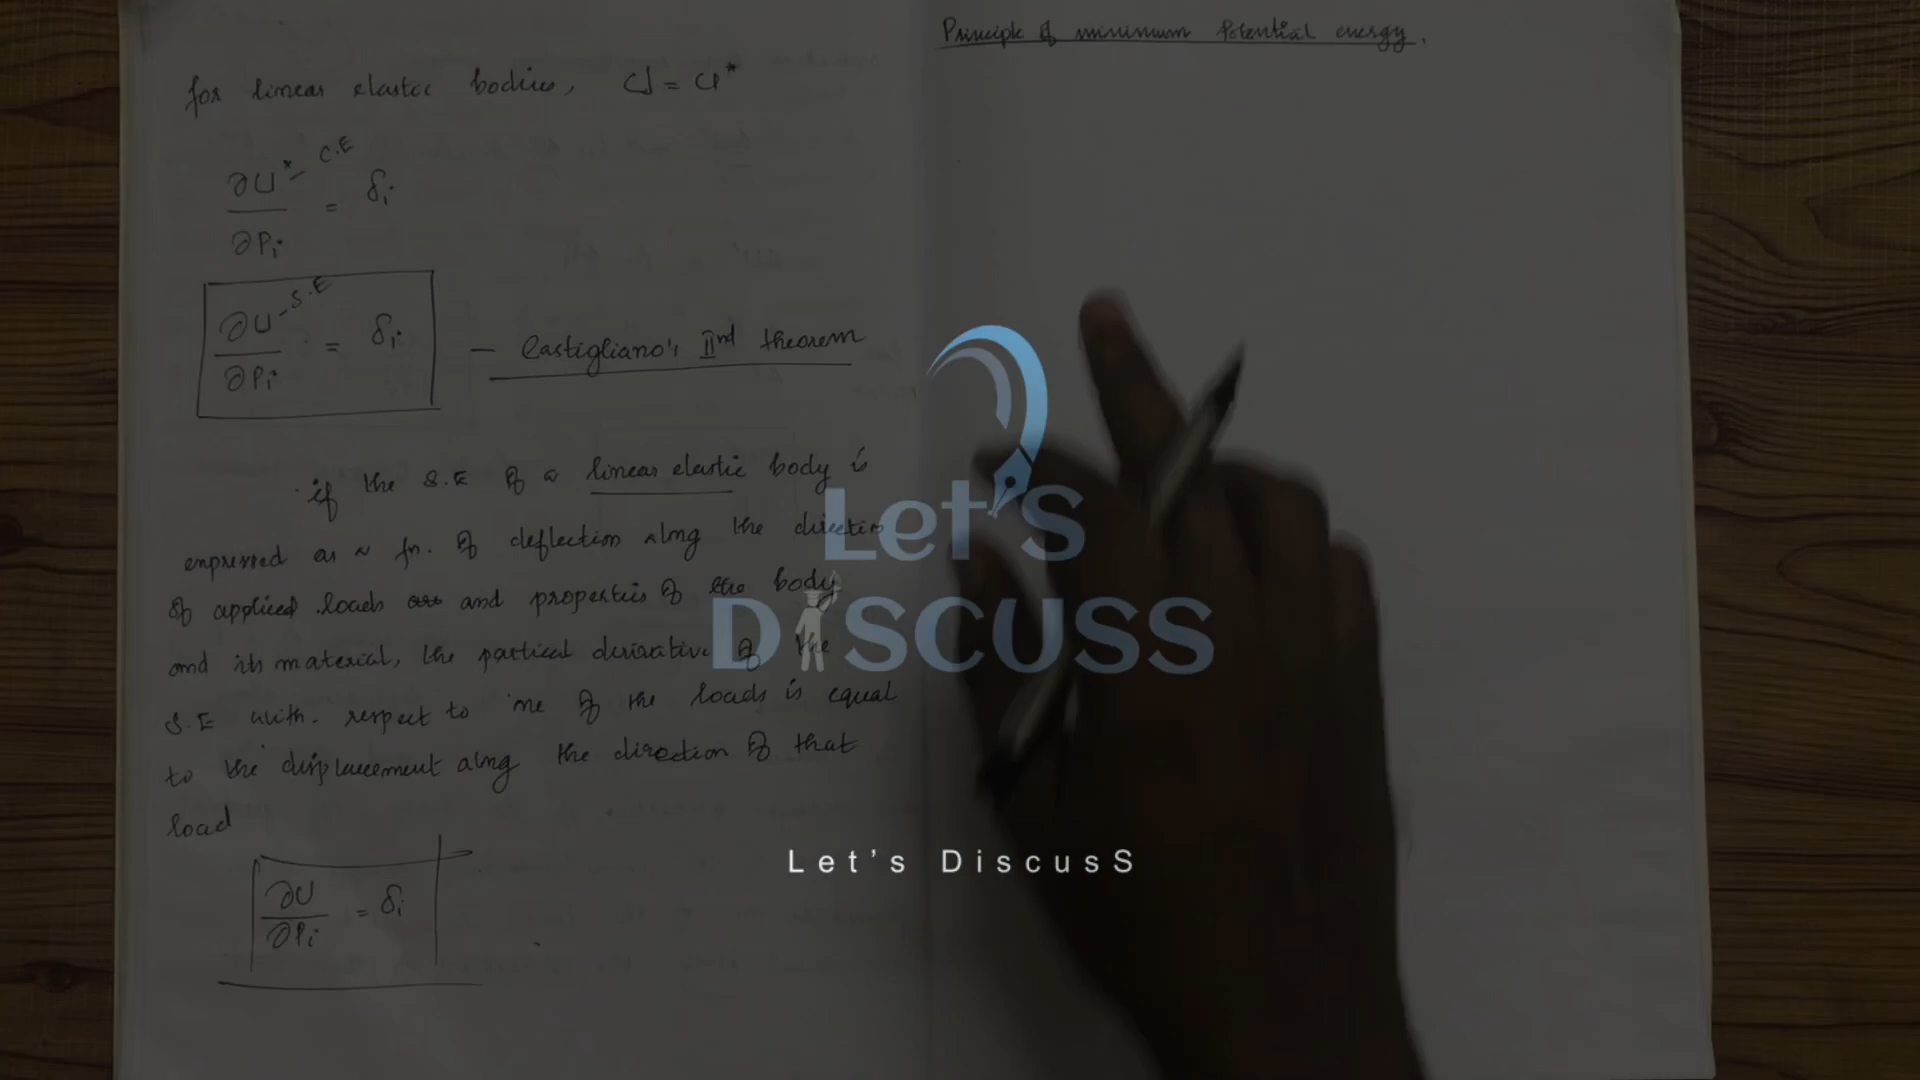 for linear elastic bodies, U = U*
∂U* C.E
= δi
∂Pi
∂U S.E
= δi
∂Pi
– Castigliano's IInd theorem
if the S.E of a linear elastic body is
expressed as a fn. of deflection along the direction
of applied loads and properties of the body
and its material, the partical derivative of the
S.E with. respect to one of the loads is equal
to the displacement along the direction of that
load
∂U
= δi
∂Pi
Principle of minimum Potential energy.
Let'S
DiSCUSS
Let's DiscusS